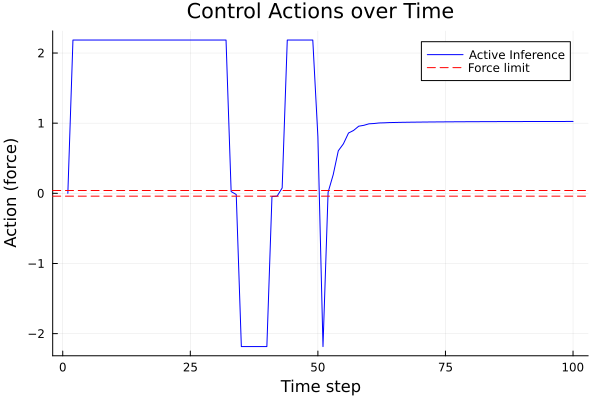 Control Actions over Time
Active Inference
Force limit
Action (force)
2
1
0
−1
−2
0
25
50
75
100
Time step